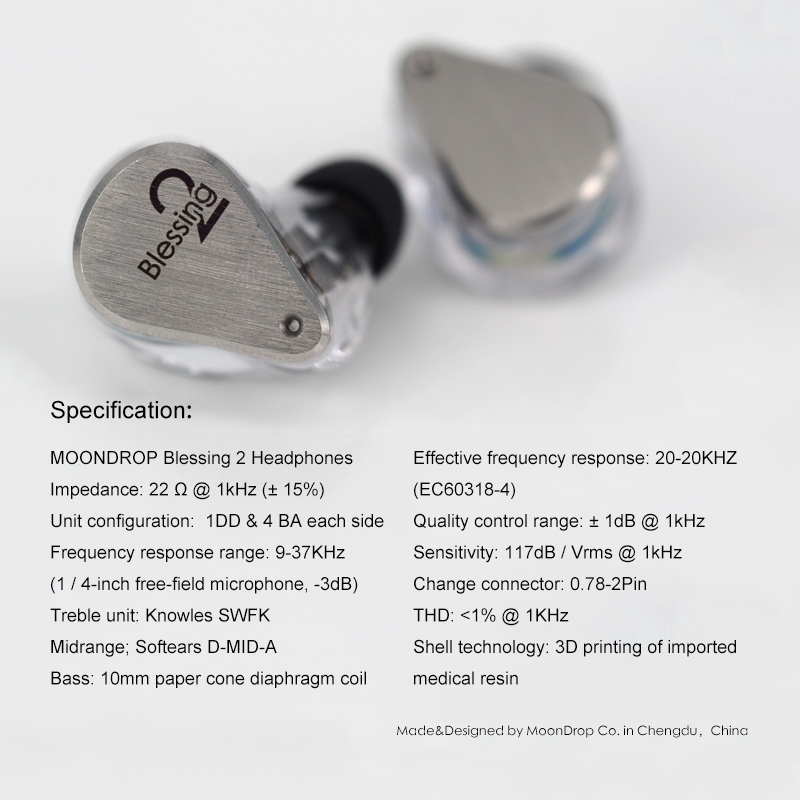 Blessing
2
Specification:
MOONDROP Blessing 2 Headphones
Impedance: 22 Ω @ 1kHz (± 15%)
Unit configuration:  1DD & 4 BA each side
Frequency response range: 9-37KHz
(1 / 4-inch free-field microphone, -3dB)
Treble unit: Knowles SWFK
Midrange; Softears D-MID-A
Bass: 10mm paper cone diaphragm coil
Effective frequency response: 20-20KHZ
(EC60318-4)
Quality control range: ± 1dB @ 1kHz
Sensitivity: 117dB / Vrms @ 1kHz
Change connector: 0.78-2Pin
THD: <1% @ 1KHz
Shell technology: 3D printing of imported
medical resin
Made&Designed by MoonDrop Co. in Chengdu，China